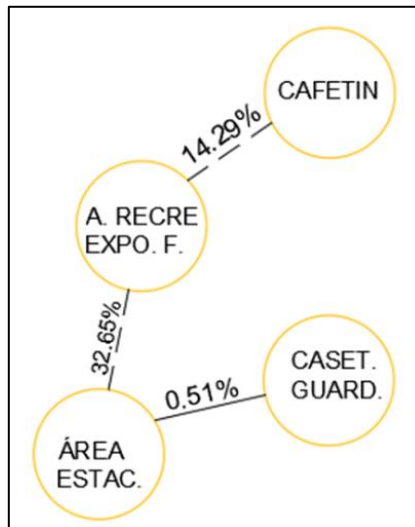 CAFETIN
14.29%
A. RECRE
EXPO. F.
32.65%
CASET.
GUARD.
0.51%
ÁREA
ESTAC.